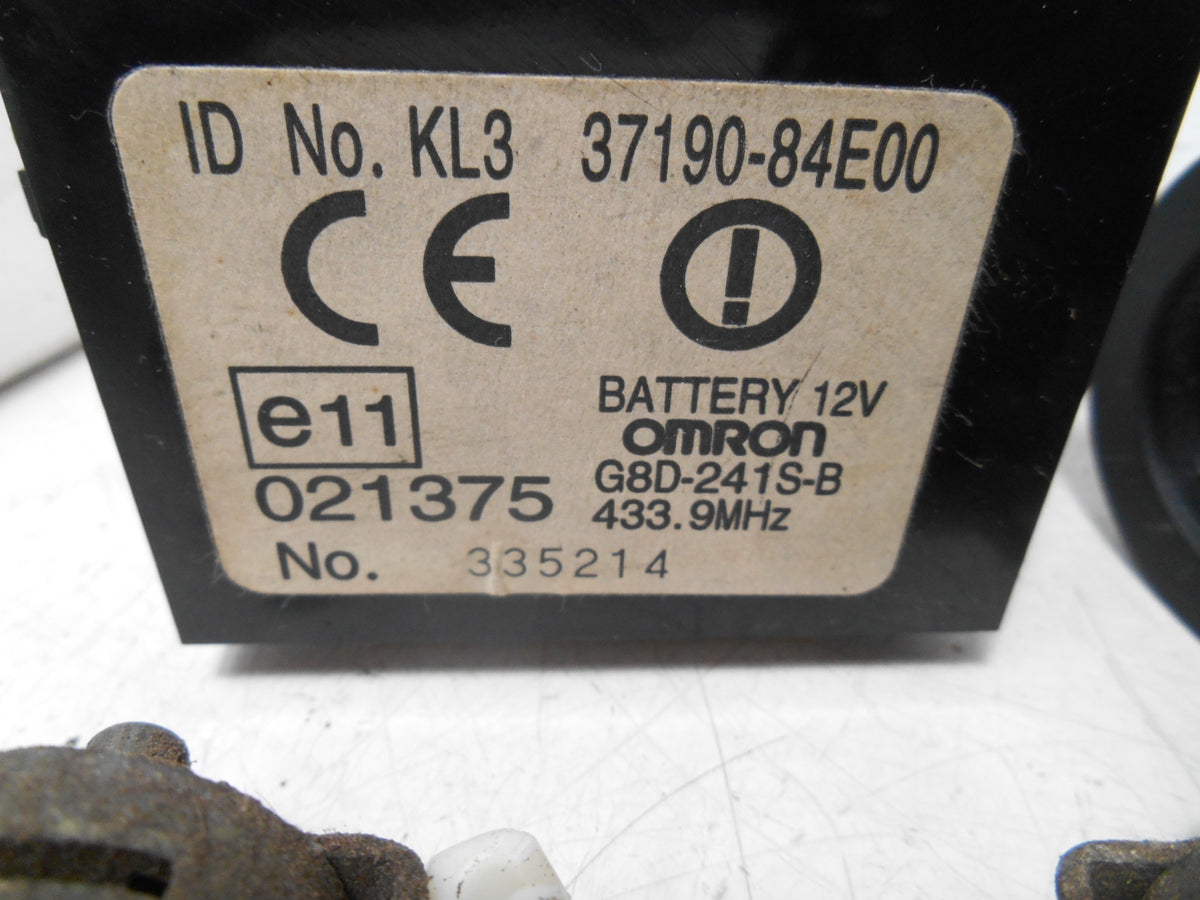 ID No. KL3 37190-84E00
CE
e11
021375
No. 335214
BATTERY 12V
OMRON
G8D-241S-B
433.9MHz